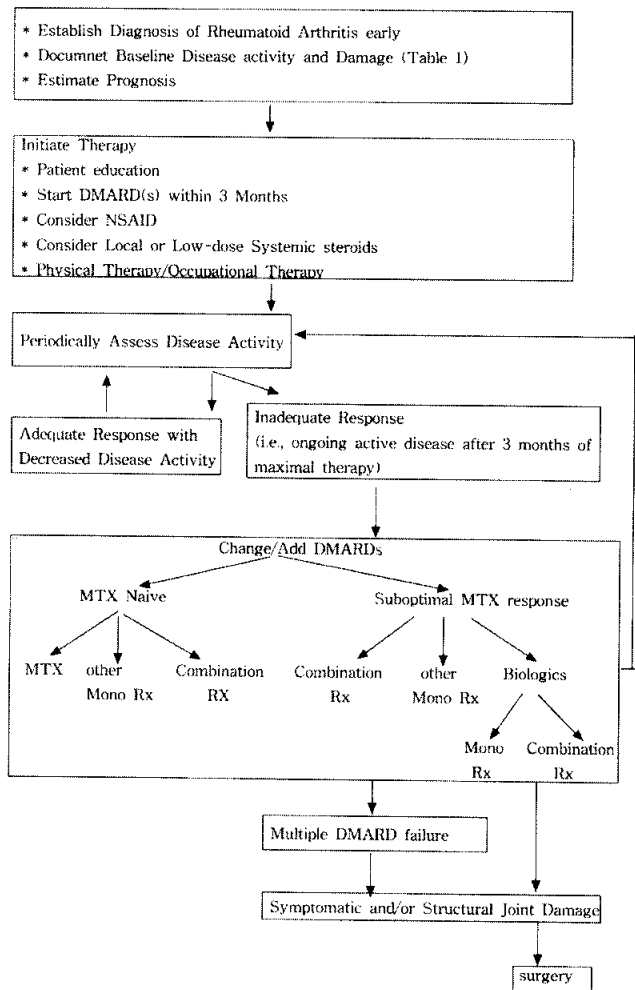 * Establish Diagnosis of Rheumatoid Arthritis early
* Documnet Baseline Disease activity and Damage (Table 1)
* Estimate Prognosis
Initiate Therapy
* Patient education
* Start DMARD(s) within 3 Months
* Consider NSAID
* Consider Local or Low-dose Systemic steroids
* Physical Therapy/Occupational Therapy
Periodically Assess Disease Activity
Adequate Response with
Decreased Disease Activity
Inadequate Response
(i.e., ongoing active disease after 3 months of
maximal therapy)
Change/Add DMARDs
MTX Naive
Suboptimal MTX response
MTX
other
Mono Rx
Combination
RX
Combination
Rx
other
Mono Rx
Biologics
Mono
Rx
Combination
Rx
Multiple DMARD failure
Symptomatic and/or Structural Joint Damage
surgery